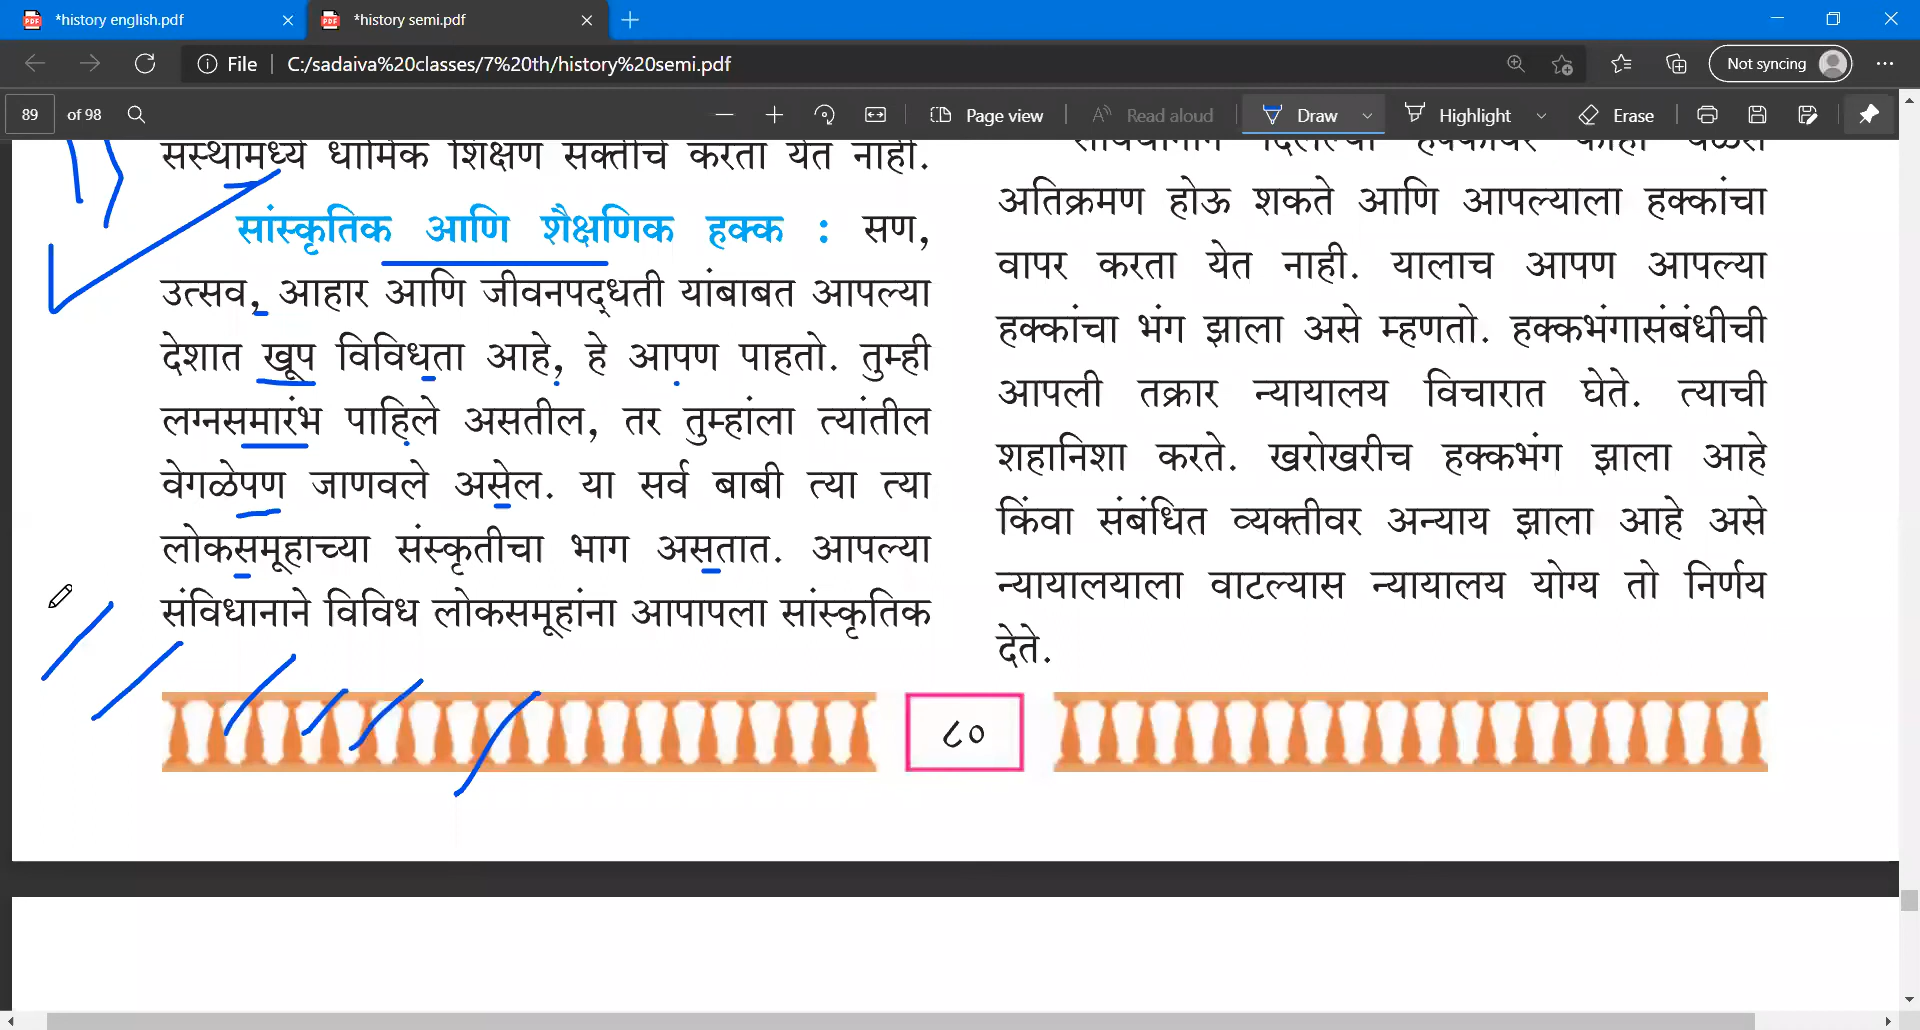 *history english.pdf
*history semi.pdf
File
C:/sadaiva%20classes/7%20th/history%20semi.pdf
Not syncing
89 of 98
Page view
Read aloud
Draw
Highlight
Erase
संस्थांमध्ये धार्मिक शिक्षण सक्तीचे करता येत नाही.
सांस्कृतिक आणि शैक्षणिक हक्क : सण,
उत्सव, आहार आणि जीवनपद्धती यांबाबत आपल्या
देशात खूप विविधता आहे, हे आपण पाहतो. तुम्ही
लग्नसमारंभ पाहिले असतील, तर तुम्हांला त्यांतील
वेगळेपण जाणवले असेल. या सर्व बाबी त्या त्या
लोकसमूहाच्या संस्कृतीचा भाग असतात. आपल्या
संविधानाने विविध लोकसमूहांना आपापला सांस्कृतिक
अतिक्रमण होऊ शकते आणि आपल्याला हक्कांचा
वापर करता येत नाही. यालाच आपण आपल्या
हक्कांचा भंग झाला असे म्हणतो. हक्कभंगासंबंधीची
आपली तक्रार न्यायालय विचारात घेते. त्याची
शहानिशा करते. खरोखरीच हक्कभंग झाला आहे
किंवा संबंधित व्यक्तीवर अन्याय झाला आहे असे
न्यायालयाला वाटल्यास न्यायालय योग्य तो निर्णय
देते.
८०